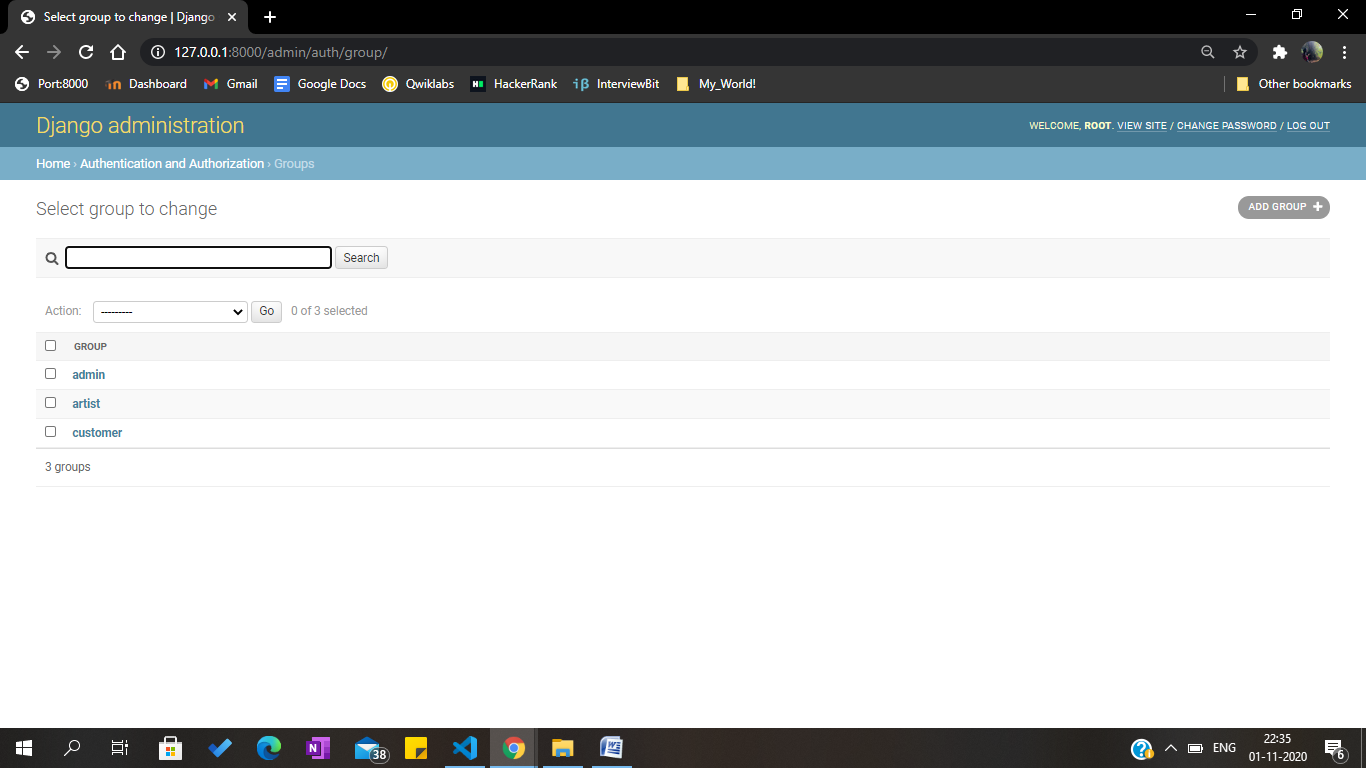 Select group to change | Django
127.0.0.1:8000/admin/auth/group/
Port:8000 Dashboard Gmail Google Docs Qwiklabs HackerRank InterviewBit My_World! Other bookmarks
Django administration
WELCOME, ROOT. VIEW SITE / CHANGE PASSWORD / LOG OUT
Home › Authentication and Authorization › Groups
Select group to change
ADD GROUP +
Search
Action: --------- Go 0 of 3 selected
GROUP
admin
artist
customer
3 groups
38
ENG
22:35
01-11-2020
6